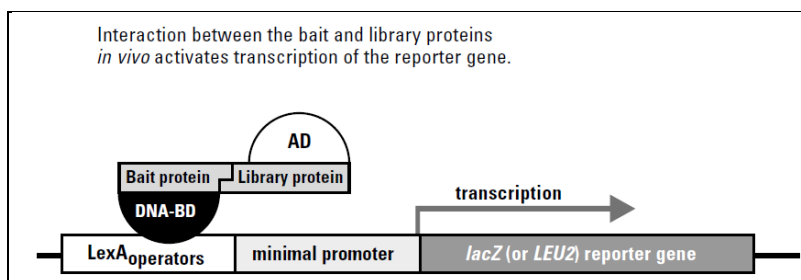 Interaction between the bait and library proteins
in vivo activates transcription of the reporter gene.
AD
Bait protein
Library protein
DNA-BD
transcription
LexAoperators
minimal promoter
lacZ (or LEU2) reporter gene